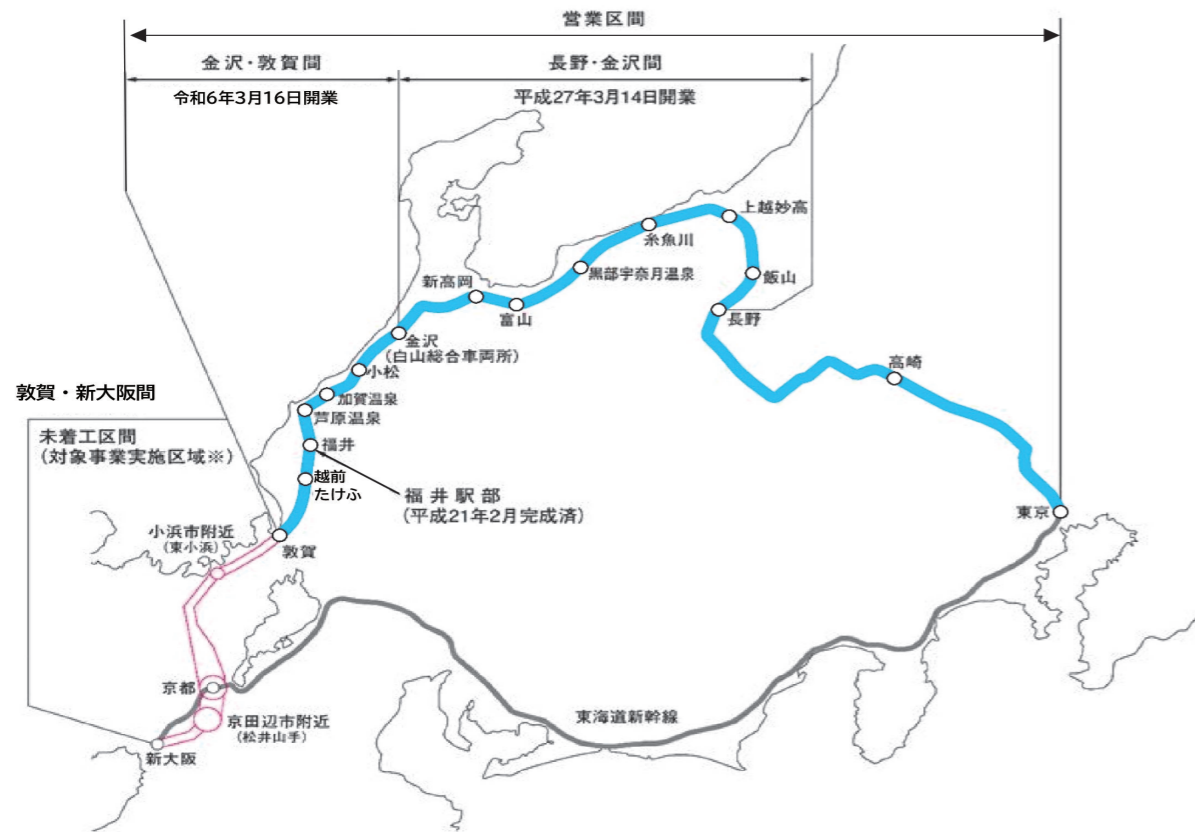 営業区間
金沢・敦賀間
長野・金沢間
令和6年3月16日開業
平成27年3月14日開業
上越妙高
糸魚川
黒部宇奈月温泉
飯山
新高岡
富山
長野
金沢
(白山総合車両所)
小松
高崎
敦賀・新大阪間
加賀温泉
芦原温泉
未着工区間
(対象事業実施区域※)
福井
越前
たけふ
福井駅部
(平成21年2月完成済)
東京
小浜市附近
(東小浜)
敦賀
京都
京田辺市附近
(松井山手)
東海道新幹線
新大阪